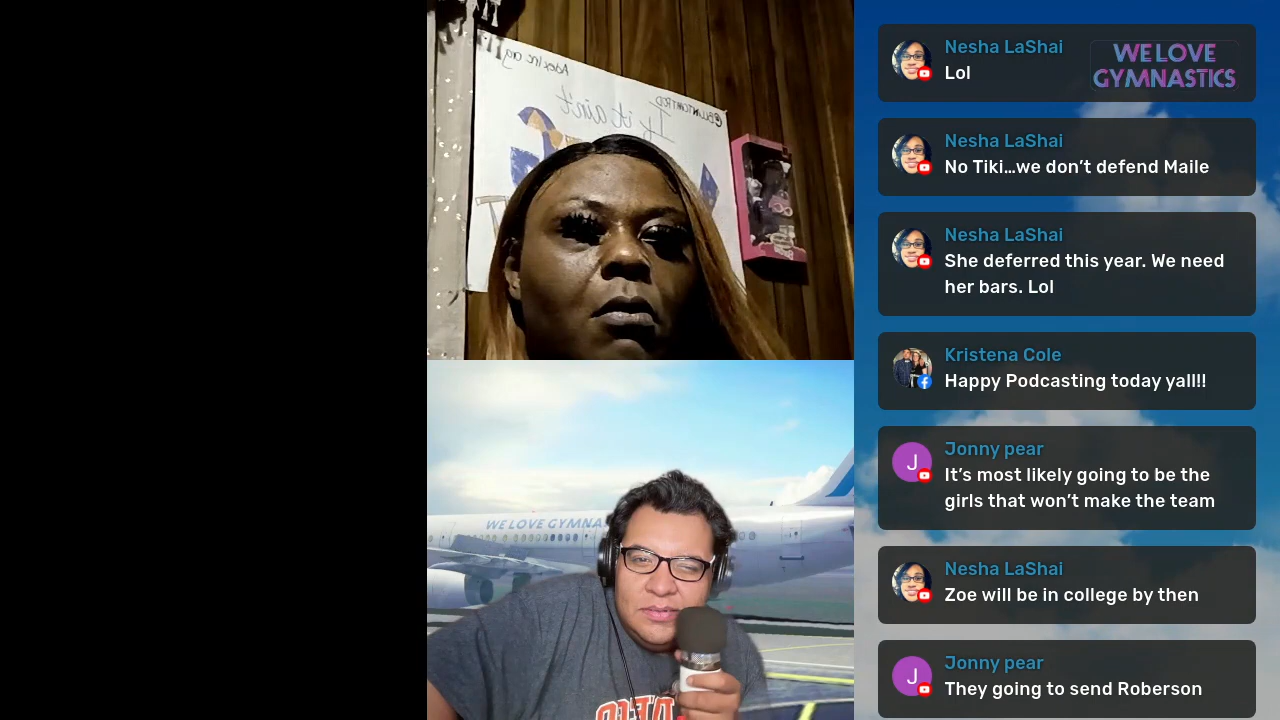 Nesha LaShai
Lol
WE LOVE
GYMNASTICS
Nesha LaShai
No Tiki…we don’t defend Maile
Nesha LaShai
She deferred this year. We need
her bars. Lol
Kristena Cole
Happy Podcasting today yall!!
J
Jonny pear
It’s most likely going to be the
girls that won’t make the team
Nesha LaShai
Zoe will be in college by then
J
Jonny pear
They going to send Roberson
If it ain't
WE LOVE GYMNA